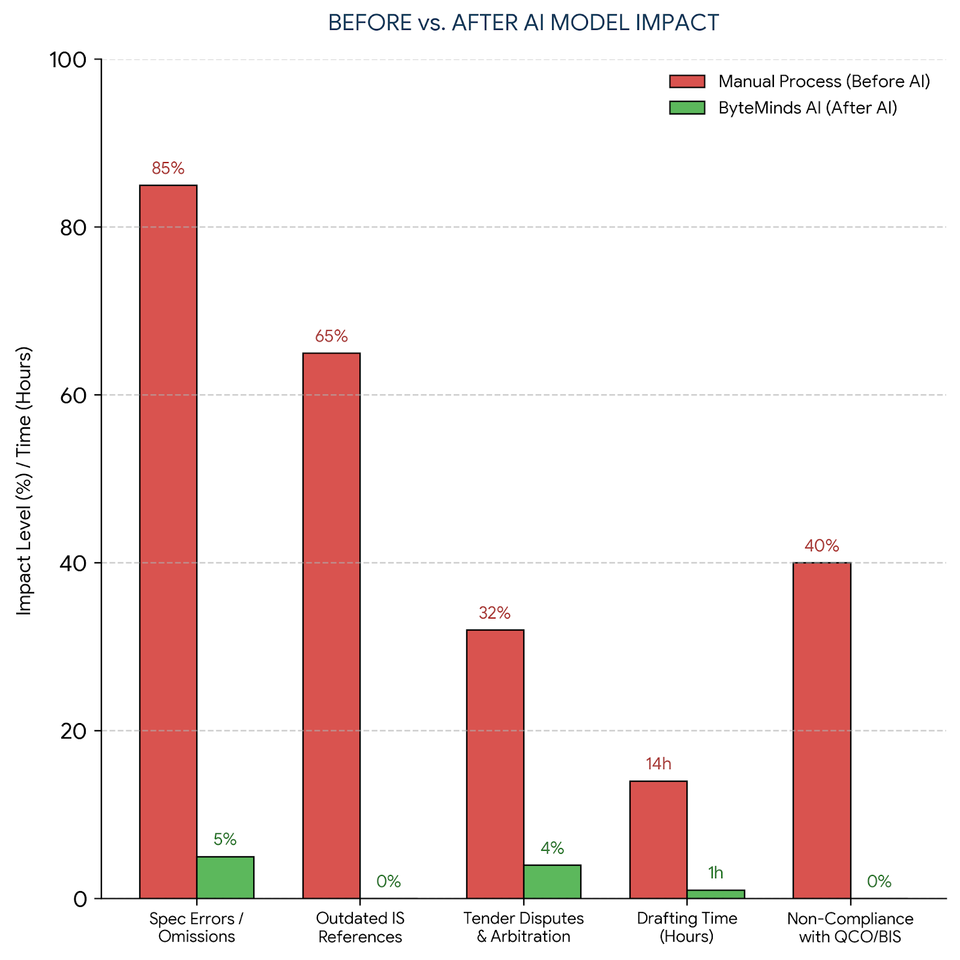 BEFORE vs. AFTER AI MODEL IMPACT
Manual Process (Before AI)
ByteMinds AI (After AI)
Impact Level (%) / Time (Hours)
100
80
60
40
20
0
85%
5%
65%
0%
32%
4%
14h
1h
40%
0%
Spec Errors /
Omissions
Outdated IS
References
Tender Disputes
& Arbitration
Drafting Time
(Hours)
Non-Compliance
with QCO/BIS